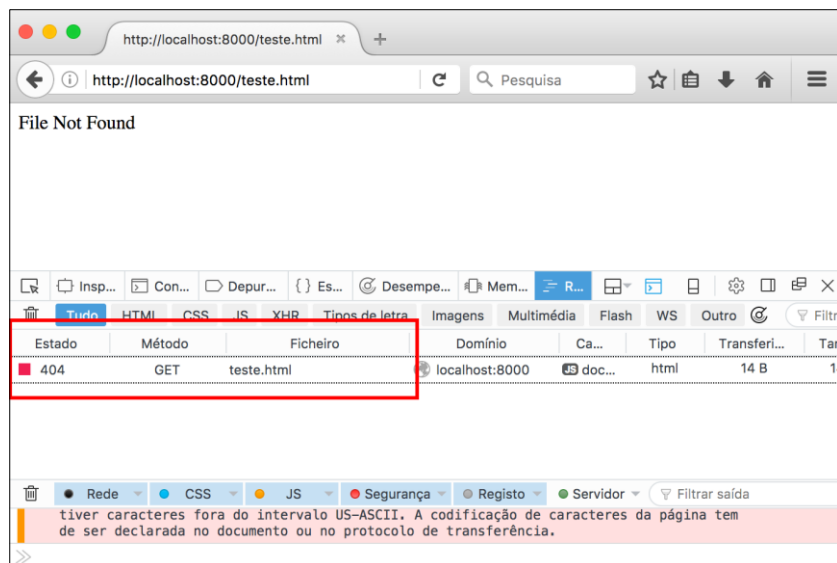 http://localhost:8000/teste.html
http://localhost:8000/teste.html Pesquisa
File Not Found
Insp... Con... Depur... { } Es... Desempe... Mem... R...
Tudo HTML CSS JS XHR Tipos de letra Imagens Multimédia Flash WS Outro Filtr
Estado Método Ficheiro Domínio Ca... Tipo Transferi... Tar
404 GET teste.html localhost:8000 JS doc... html 14 B 1
Rede CSS JS Segurança Registo Servidor Filtrar saída
tiver caracteres fora do intervalo US-ASCII. A codificação de caracteres da página tem
de ser declarada no documento ou no protocolo de transferência.